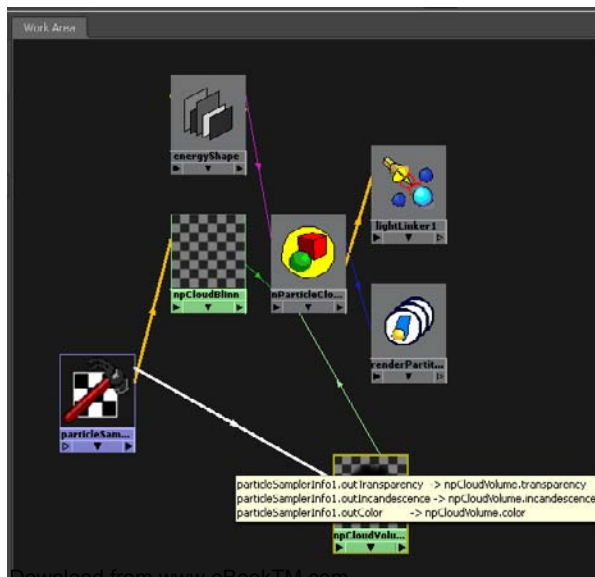 Work Area
energyShape
lightLinker1
npCloudBlinn
nParticleClo...
renderPartit...
particleSam...
particleSamplerInfo1.outTransparency -> npCloudVolume.transparency
particleSamplerInfo1.outIncandescence -> npCloudVolume.incandescence
particleSamplerInfo1.outColor -> npCloudVolume.color
npCloudVolu...
Download from www.eBookTM.com